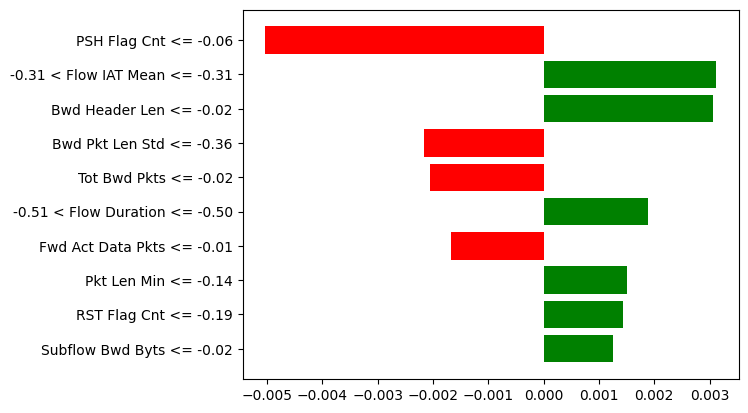 PSH Flag Cnt <= -0.06
-0.31 < Flow IAT Mean <= -0.31
Bwd Header Len <= -0.02
Bwd Pkt Len Std <= -0.36
Tot Bwd Pkts <= -0.02
-0.51 < Flow Duration <= -0.50
Fwd Act Data Pkts <= -0.01
Pkt Len Min <= -0.14
RST Flag Cnt <= -0.19
Subflow Bwd Byts <= -0.02
−0.005 −0.004 −0.003 −0.002 −0.001 0.000 0.001 0.002 0.003